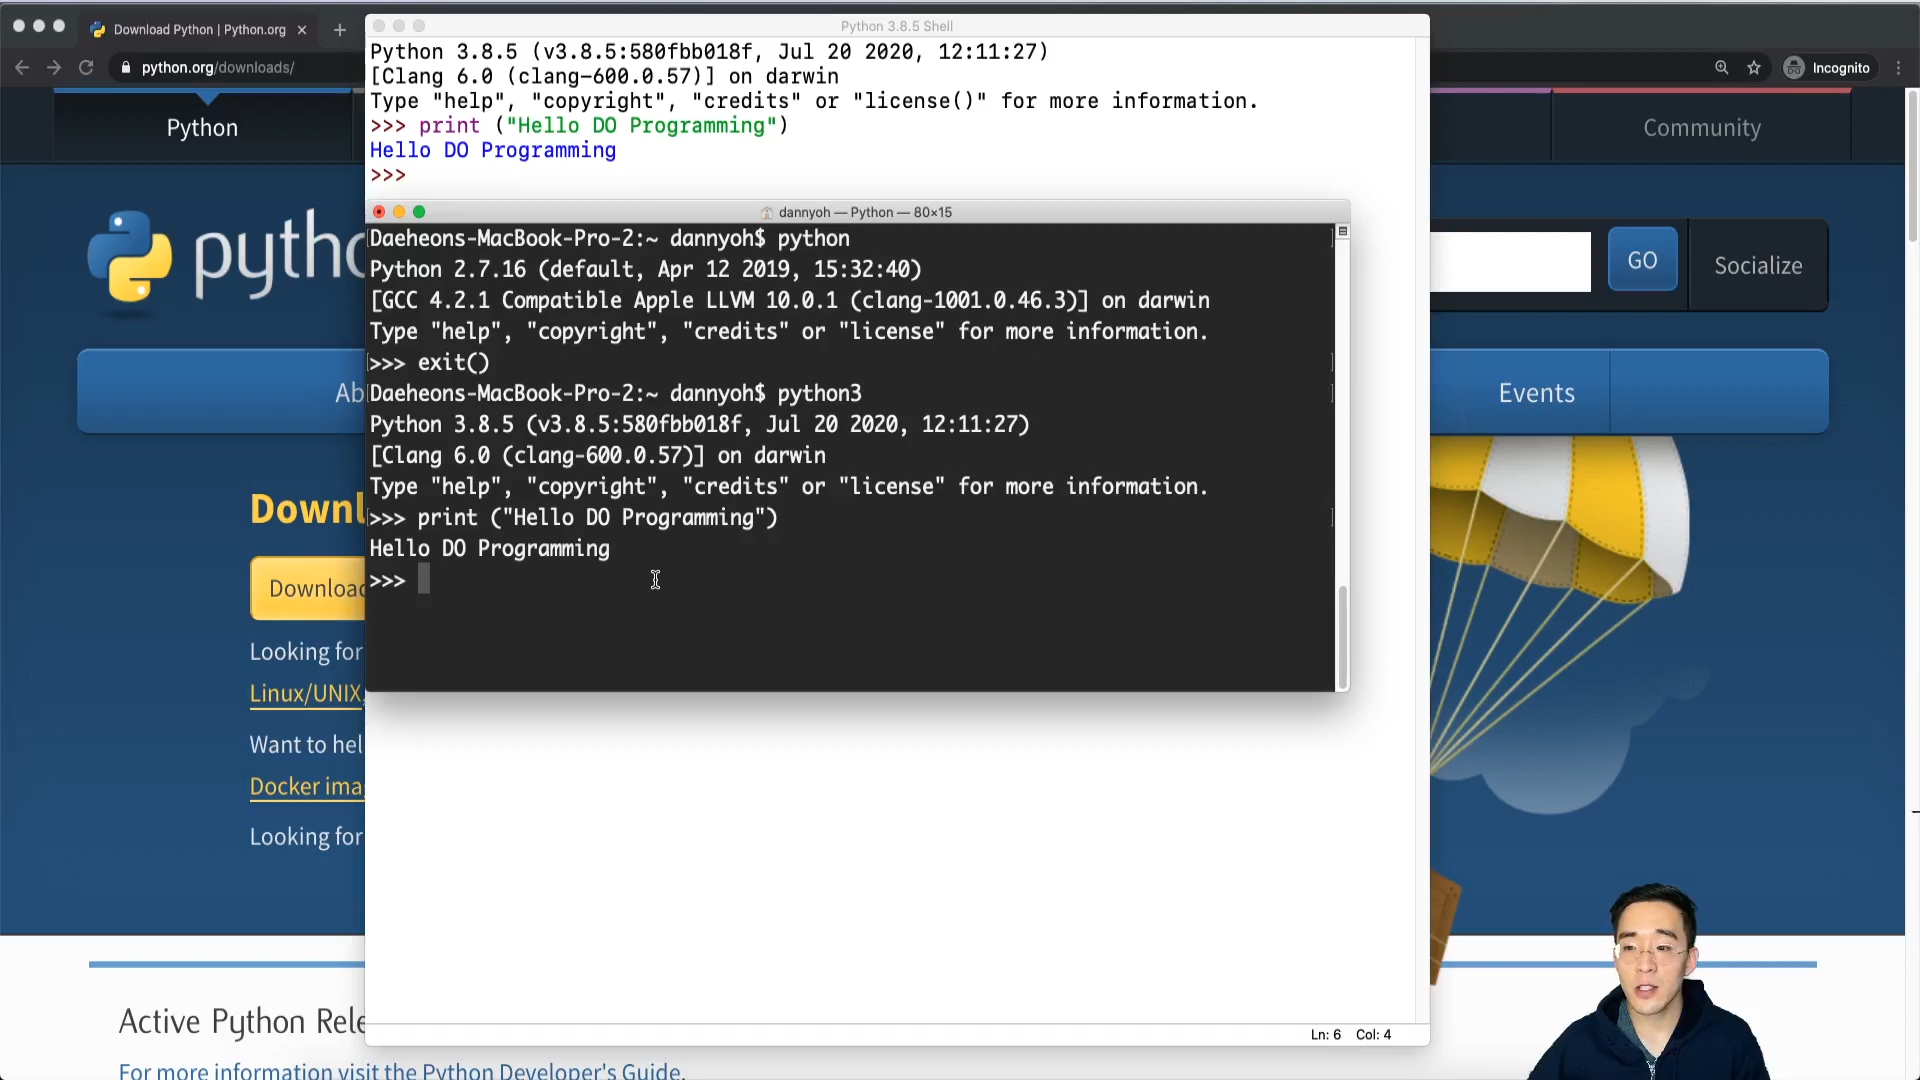 Download Python | Python.org
python.org/downloads/
Incognito
Python 3.8.5 Shell
Python 3.8.5 (v3.8.5:580fbb018f, Jul 20 2020, 12:11:27)
[Clang 6.0 (clang-600.0.57)] on darwin
Type "help", "copyright", "credits" or "license()" for more information.
>>> print ("Hello DO Programming")
Hello DO Programming
>>>
Python
Community
python
GO
Socialize
Events
dannyoh — Python — 80×15
Daeheons-MacBook-Pro-2:~ dannyoh$ python
Python 2.7.16 (default, Apr 12 2019, 15:32:40)
[GCC 4.2.1 Compatible Apple LLVM 10.0.1 (clang-1001.0.46.3)] on darwin
Type "help", "copyright", "credits" or "license" for more information.
>>> exit()
Daeheons-MacBook-Pro-2:~ dannyoh$ python3
Python 3.8.5 (v3.8.5:580fbb018f, Jul 20 2020, 12:11:27)
[Clang 6.0 (clang-600.0.57)] on darwin
Type "help", "copyright", "credits" or "license" for more information.
>>> print ("Hello DO Programming")
Hello DO Programming
>>>
Ab
Downl
Download
Looking for
Linux/UNIX,
Want to hel
Docker ima
Looking for
Active Python Rele
For more information visit the Python Developer's Guide.
Ln: 6 Col: 4